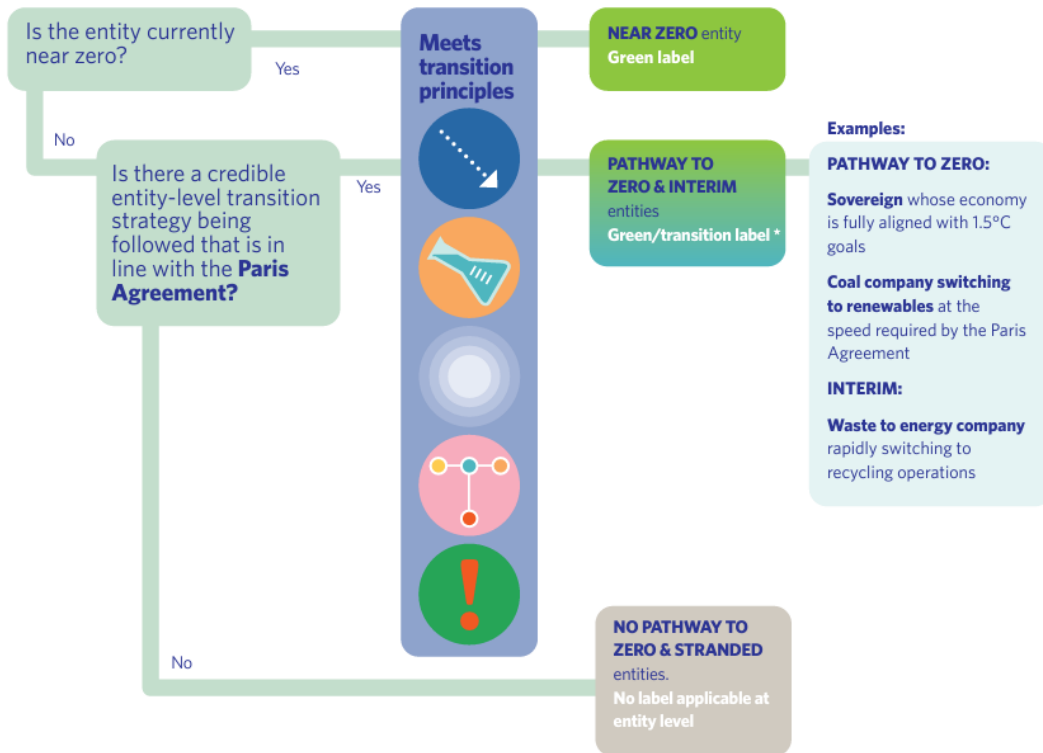 Is the entity currently
near zero?
Yes
No
Meets
transition
principles
NEAR ZERO entity
Green label
Is there a credible
entity-level transition
strategy being
followed that is in
line with the Paris
Agreement?
Yes
No
PATHWAY TO
ZERO & INTERIM
entities
Green/transition label *
Examples:
PATHWAY TO ZERO:
Sovereign whose economy
is fully aligned with 1.5°C
goals
Coal company switching
to renewables at the
speed required by the Paris
Agreement
INTERIM:
Waste to energy company
rapidly switching to
recycling operations
NO PATHWAY TO
ZERO & STRANDED
entities.
No label applicable at
entity level